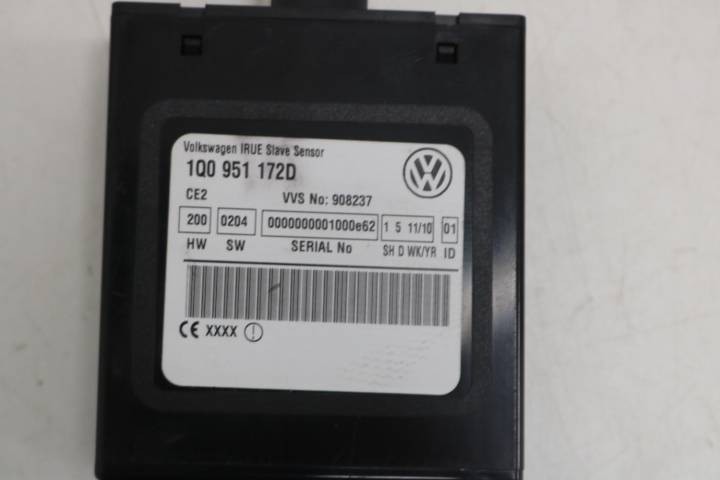 Volkswagen IRUE Slave Sensor
1Q0 951 172D
CE2 VVS No: 908237
200 0204 0000000001000e62 1 5 11/10 01
HW SW SERIAL No SH D WK/YR ID
CE XXXX